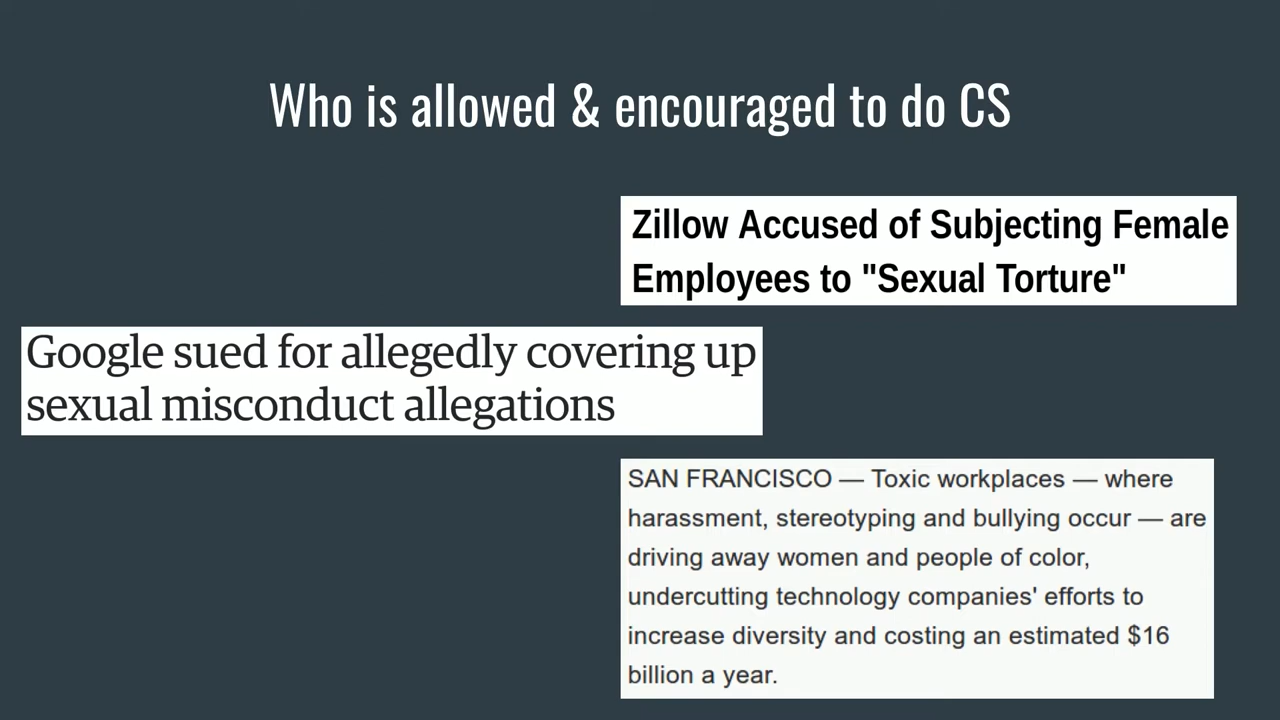 Who is allowed & encouraged to do CS
Zillow Accused of Subjecting Female
Employees to "Sexual Torture"
Google sued for allegedly covering up
sexual misconduct allegations
SAN FRANCISCO — Toxic workplaces — where
harassment, stereotyping and bullying occur — are
driving away women and people of color,
undercutting technology companies' efforts to
increase diversity and costing an estimated $16
billion a year.